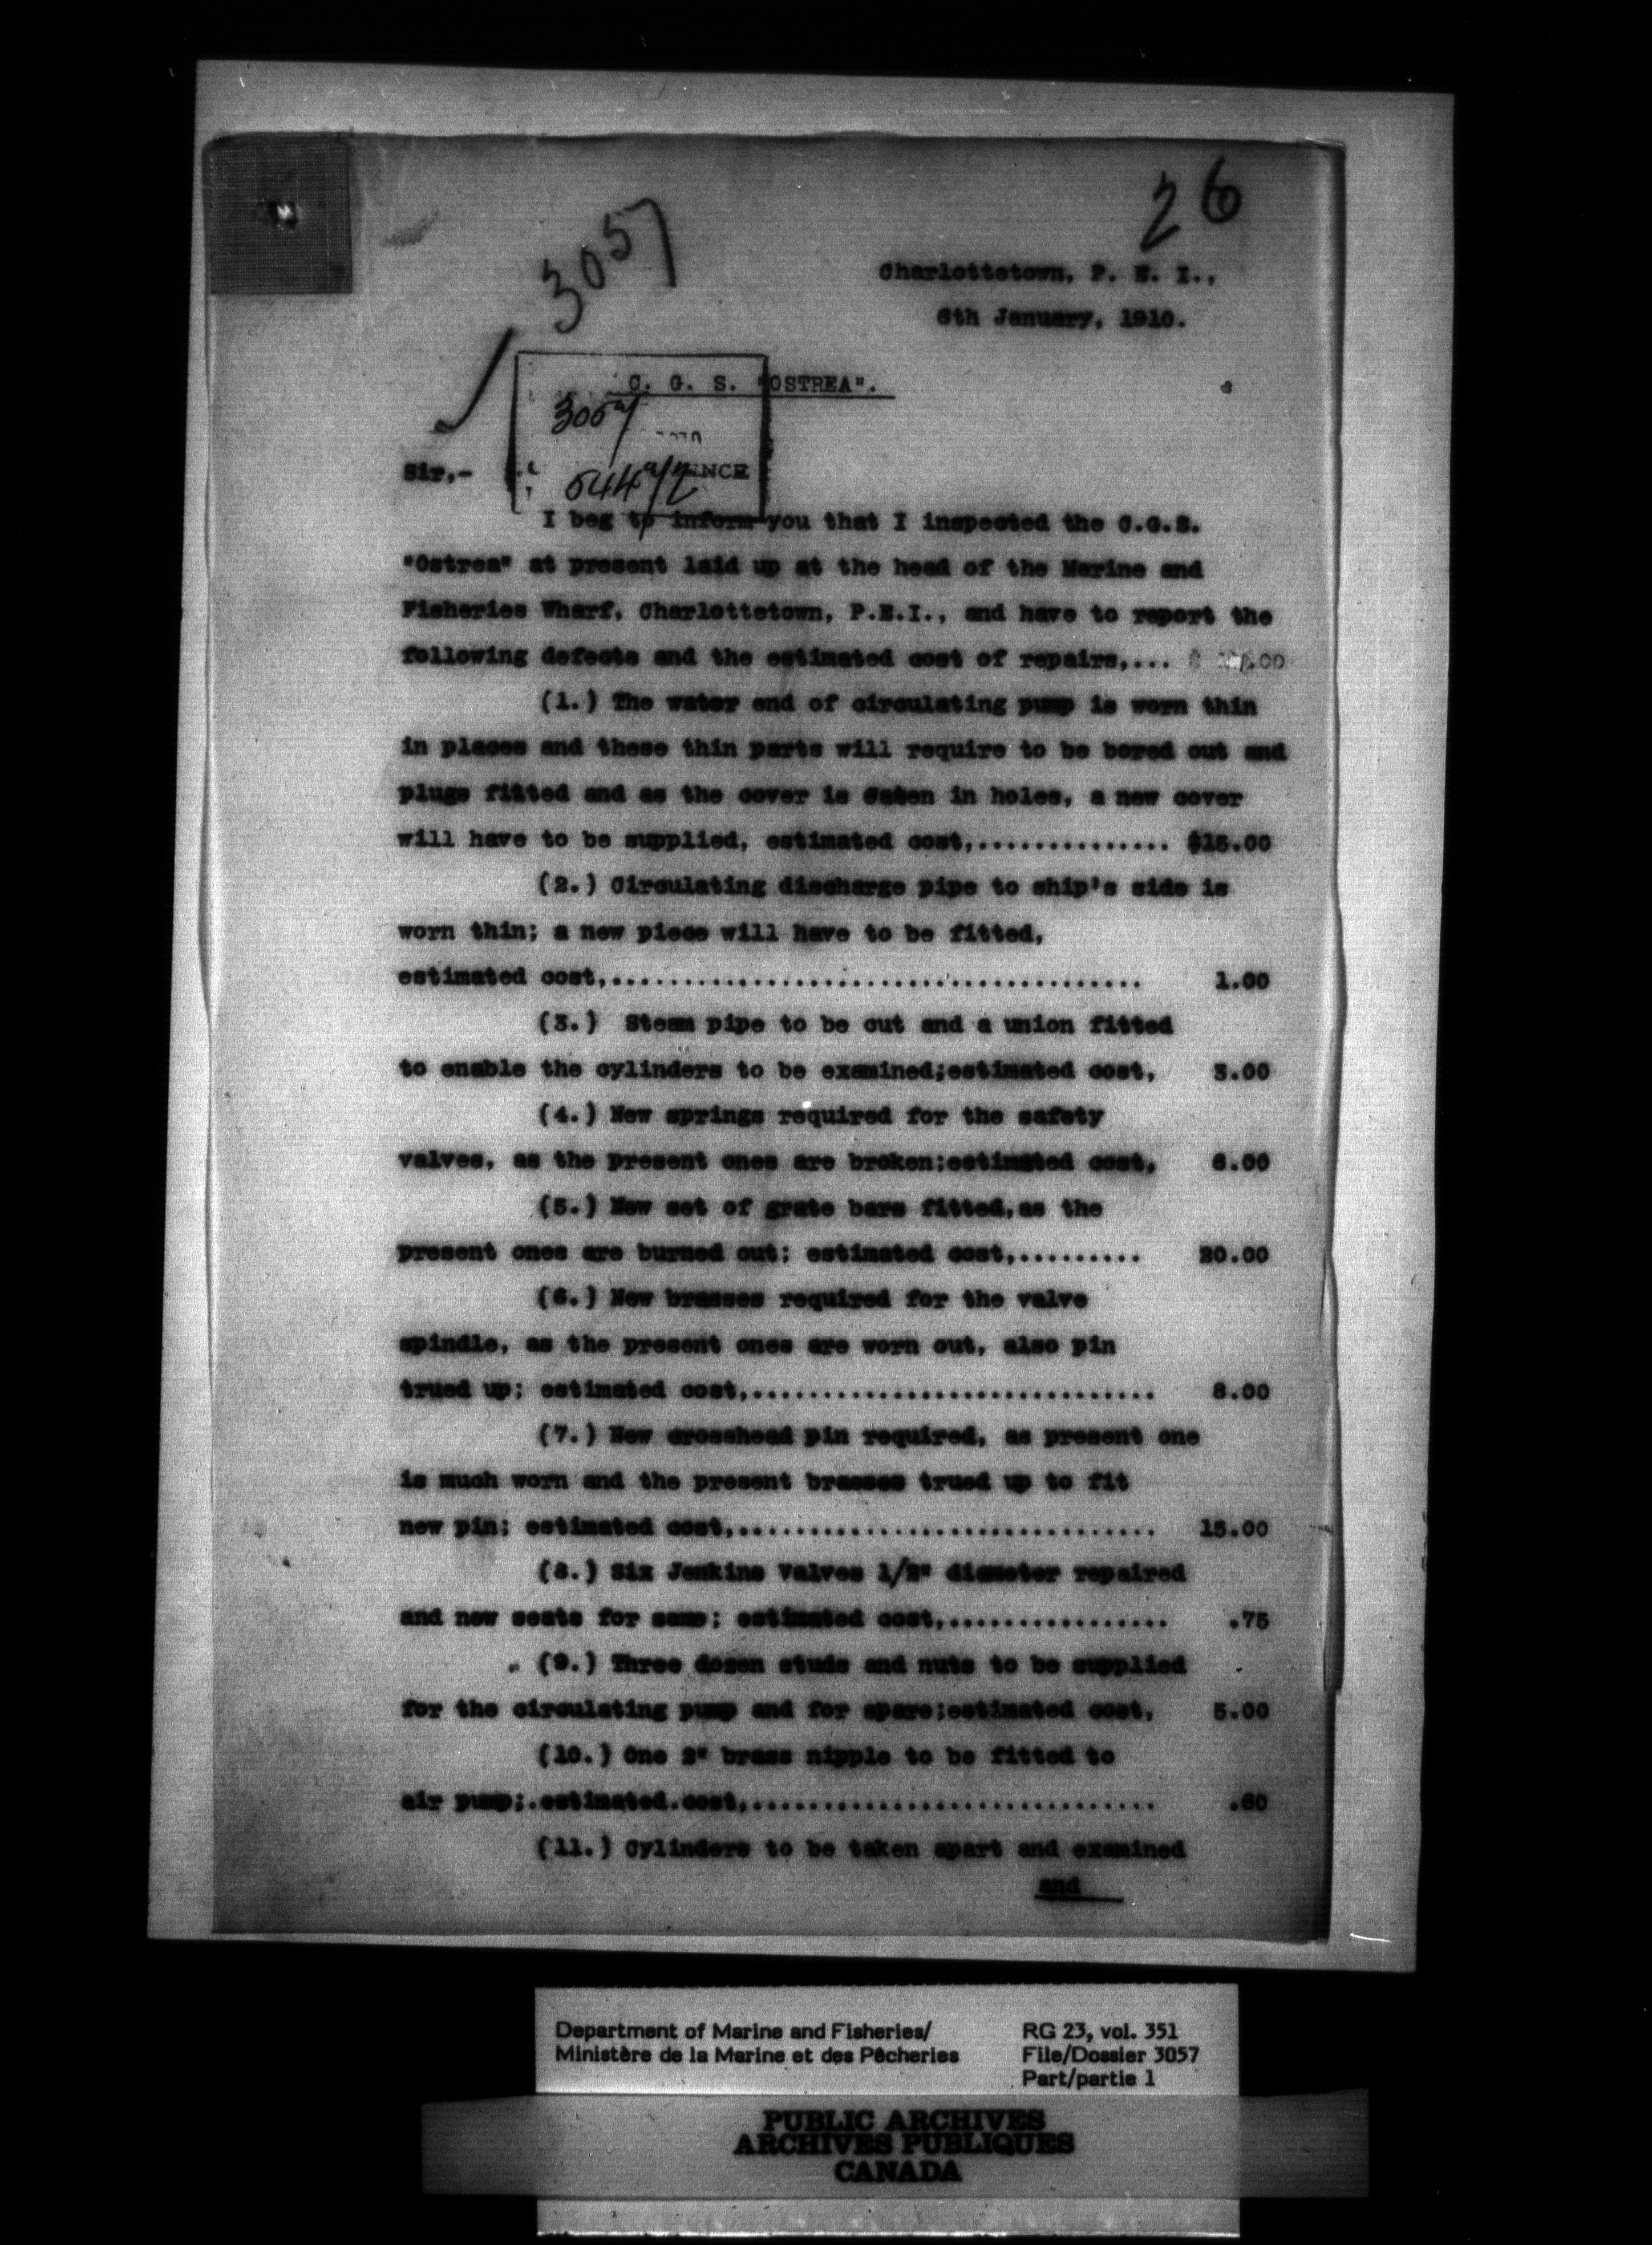 26
3057
Charlottetown, P. E. I.,
6th January, 1910.
C. G. S. "OSTREA".
3057
544
Sir,-
I beg to inform you that I inspected the C.G.S.
"Ostrea" at present laid up at the head of the Marine and
Fisheries Wharf, Charlottetown, P.E.I., and have to report the
following defects and the estimated cost of repairs,...
(1.) The water end of circulating pump is worn thin
in places and these thin parts will require to be bored out and
plugs fitted and as the cover is eaten in holes, a new cover
will have to be supplied, estimated cost,.............. $15.00
(2.) Circulating discharge pipe to ship's side is
worn thin; a new piece will have to be fitted,
estimated cost,...................................... 1.00
(3.) Steam pipe to be cut and a union fitted
to enable the cylinders to be examined;estimated cost, 3.00
(4.) New springs required for the safety
valves, as the present ones are broken;estimated cost, 6.00
(5.) New set of grate bars fitted,as the
present ones are burned out; estimated cost,......... 20.00
(6.) New brasses required for the valve
spindle, as the present ones are worn out, also pin
trued up; estimated cost,............................. 8.00
(7.) New crosshead pin required, as present one
is much worn and the present brasses trued up to fit
new pin; estimated cost,.............................. 15.00
(8.) Six Jenkins Valves 1/2" diameter repaired
and new seats for same; estimated cost,................ .75
(9.) Three dozen studs and nuts to be supplied
for the circulating pump and for spare;estimated cost, 5.00
(10.) One 2" brass nipple to be fitted to
air pump;.estimated.cost,............................. .60
(11.) Cylinders to be taken apart and examined
and
Department of Marine and Fisheries/
Ministère de la Marine et des Pêcheries
RG 23, vol. 351
File/Dossier 3057
Part/partie 1
PUBLIC ARCHIVES
ARCHIVES PUBLIQUES
CANADA